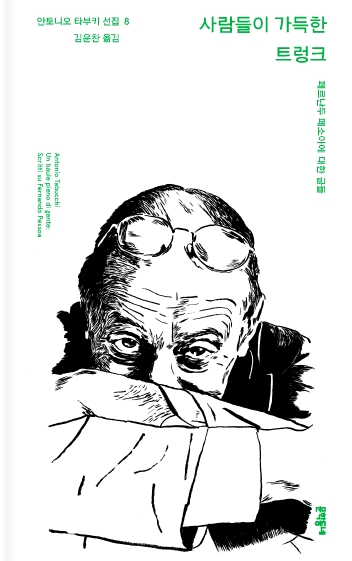 안토니오 타부키 선집 8
김운찬 옮김
사람들이 가득한
트렁크
페르난두 페소아에 대한 글들
Antonio Tabucchi
Un baule pieno di gente:
Scritti su Fernando Pessoa
문학동네